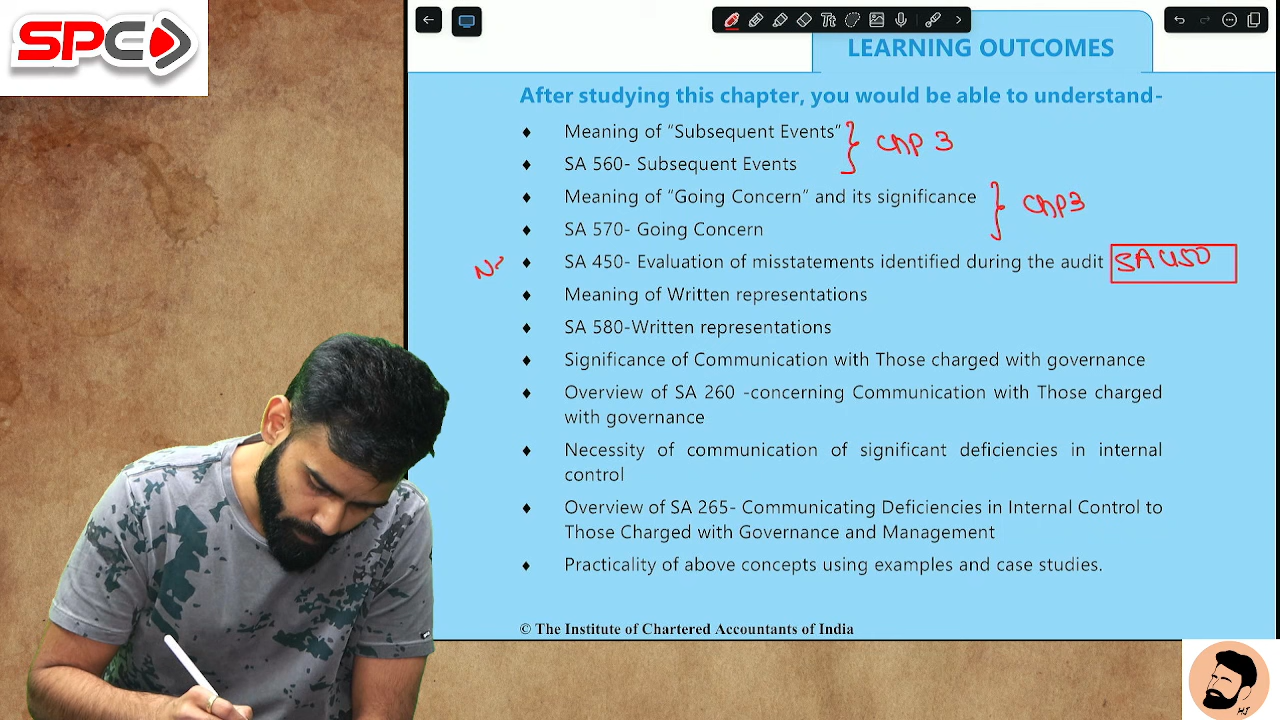 SPC
LEARNING OUTCOMES
After studying this chapter, you would be able to understand-
♦ Meaning of “Subsequent Events” Chp 3
♦ SA 560- Subsequent Events
♦ Meaning of “Going Concern” and its significance
♦ SA 570- Going Concern Chp3
♦ SA 450- Evaluation of misstatements identified during the audit SA 450
♦ Meaning of Written representations
♦ SA 580-Written representations
♦ Significance of Communication with Those charged with governance
♦ Overview of SA 260 -concerning Communication with Those charged
with governance
♦ Necessity of communication of significant deficiencies in internal
control
♦ Overview of SA 265- Communicating Deficiencies in Internal Control to
Those Charged with Governance and Management
♦ Practicality of above concepts using examples and case studies.
© The Institute of Chartered Accountants of India
HJ